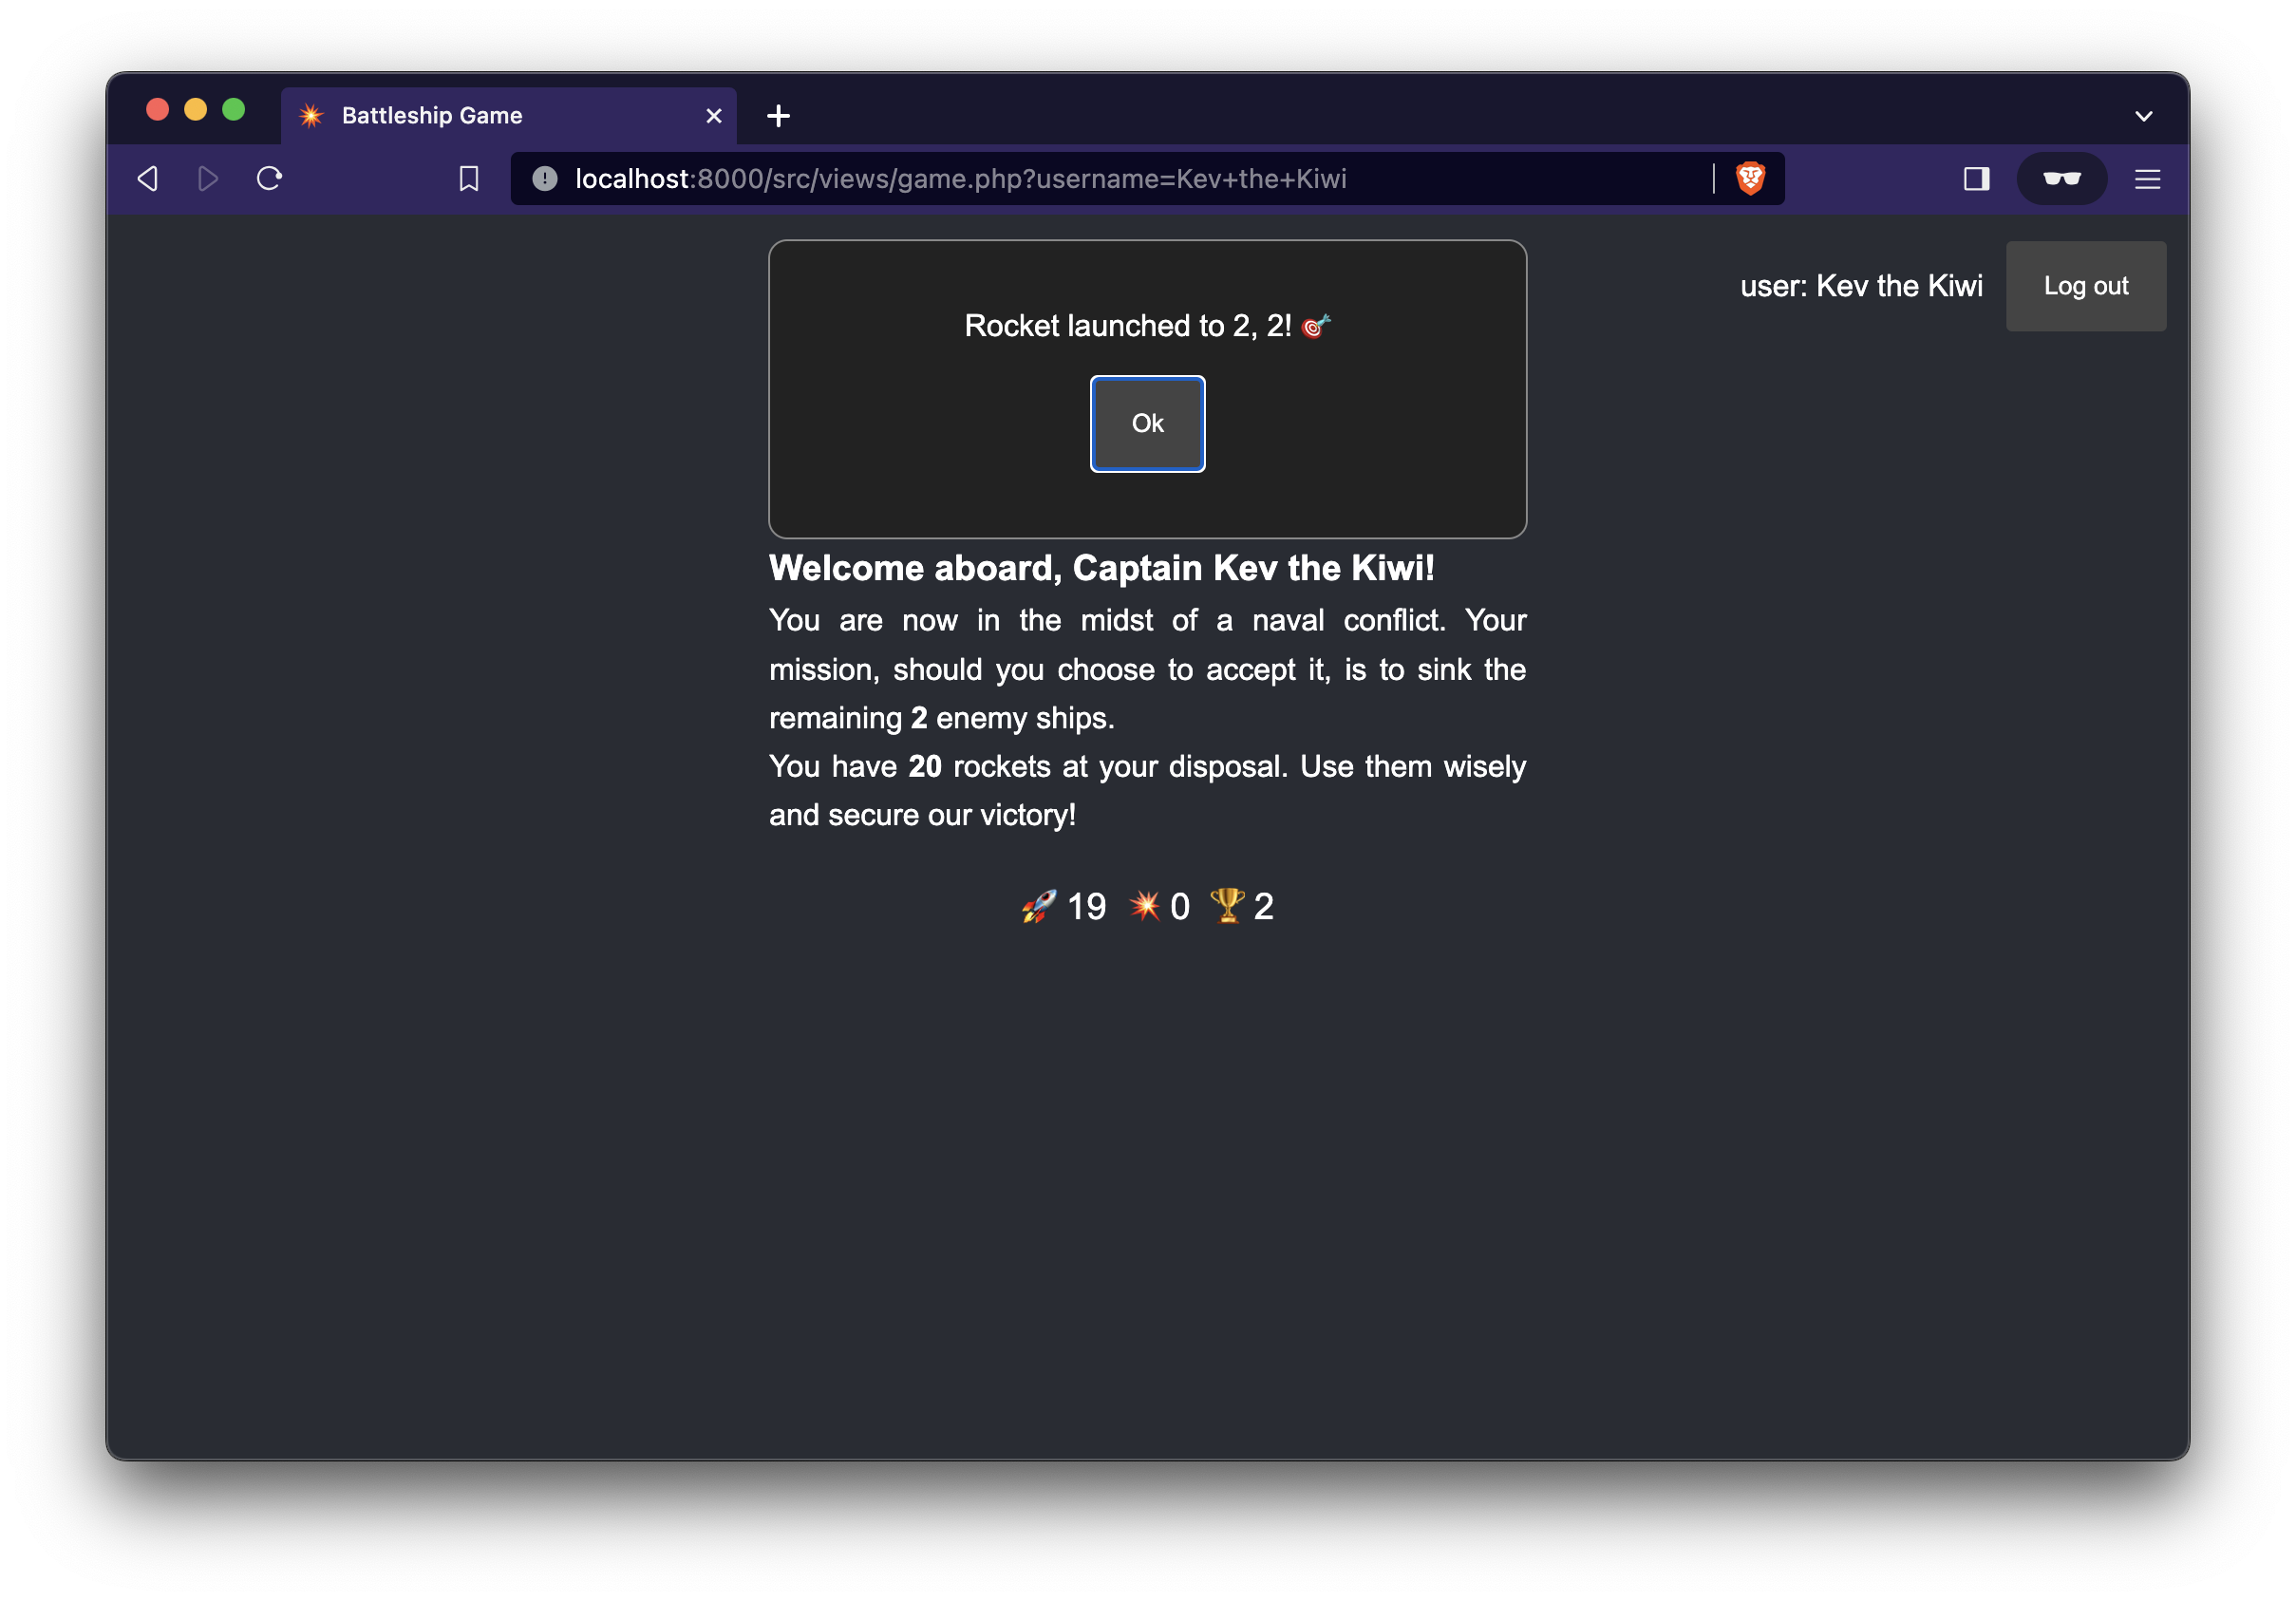 Battleship Game
localhost:8000/src/views/game.php?username=Kev+the+Kiwi
user: Kev the Kiwi
Log out
Rocket launched to 2, 2! 🎯
Ok
Welcome aboard, Captain Kev the Kiwi!
You are now in the midst of a naval conflict. Your
mission, should you choose to accept it, is to sink the
remaining 2 enemy ships.
You have 20 rockets at your disposal. Use them wisely
and secure our victory!
🚀 19 💥 0 🏆 2